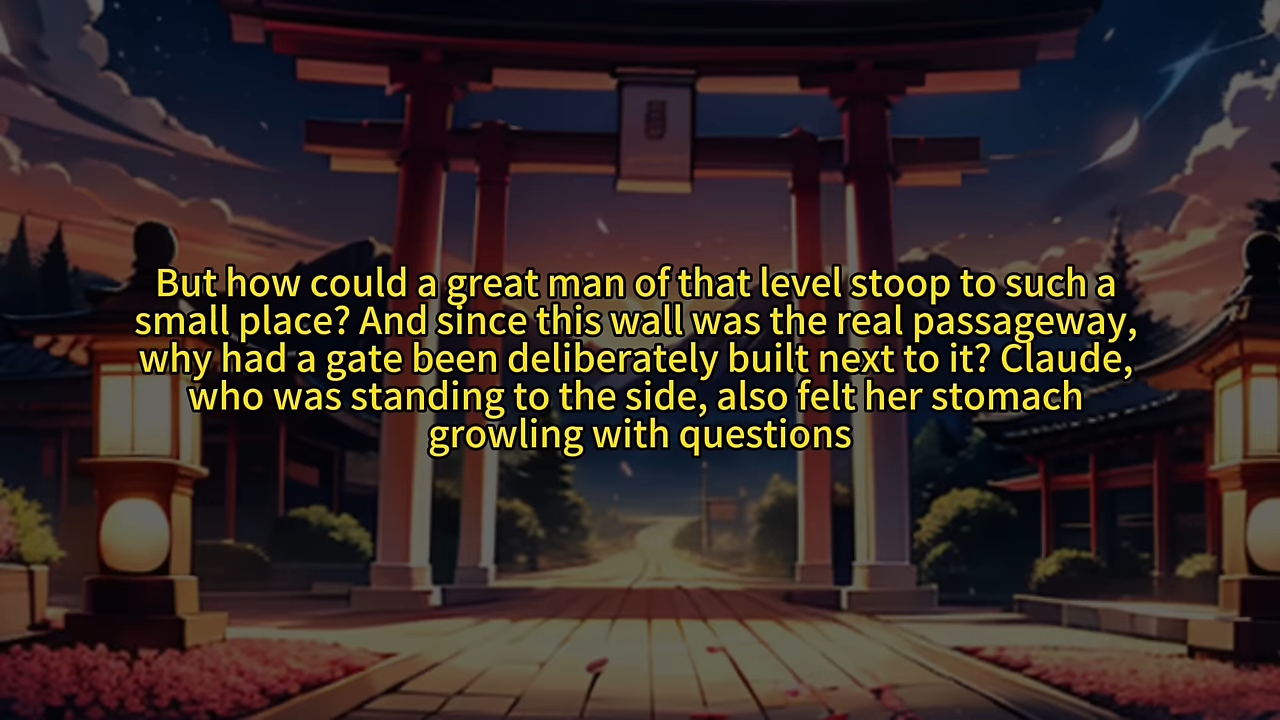 But how could a great man of that level stoop to such a
small place? And since this wall was the real passageway,
why had a gate been deliberately built next to it? Claude,
who was standing to the side, also felt her stomach
growling with questions